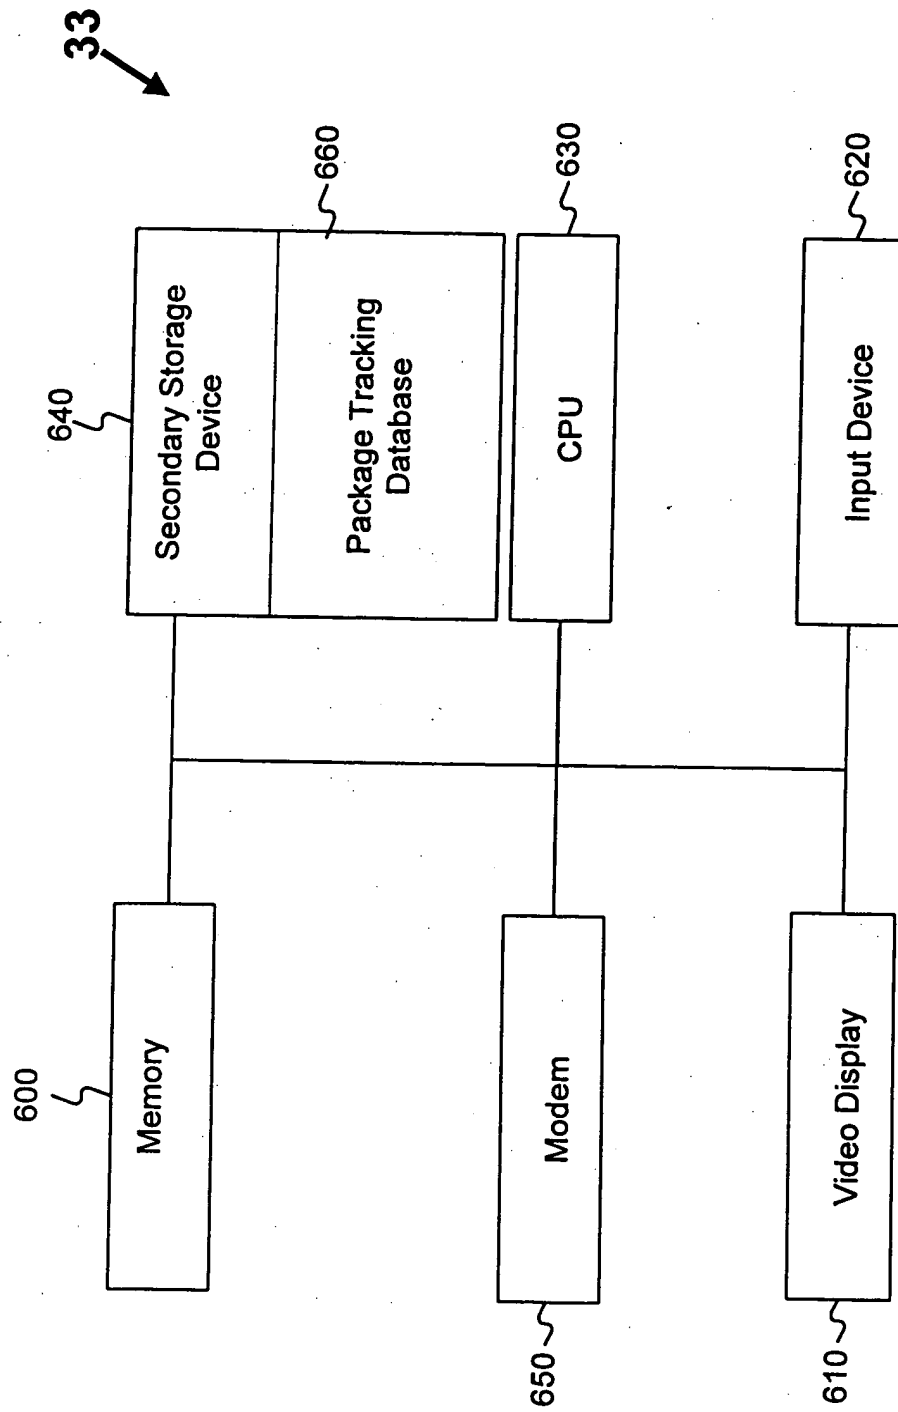 33
600
Memory
640
Secondary Storage
Device
660
Package Tracking
Database
650
Modem
630
CPU
610
Video Display
620
Input Device